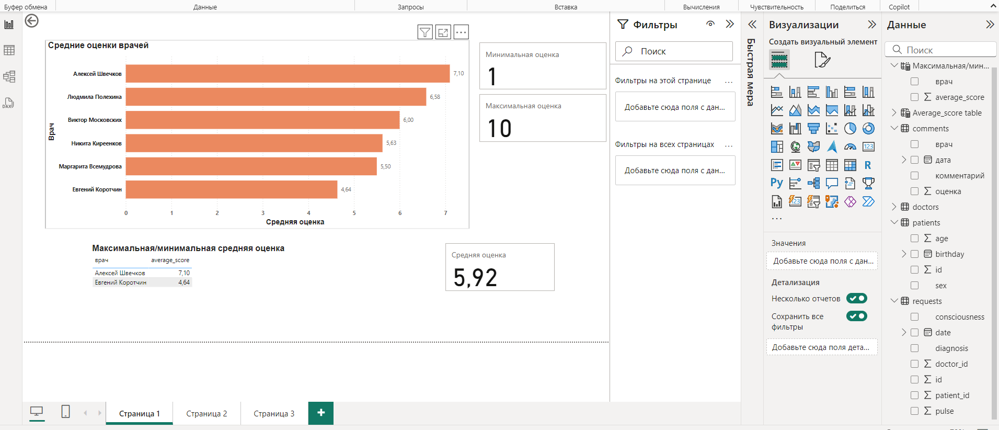 Буфер обмена
Данные
Запросы
Вставка
Вычисления
Чувствительность
Поделиться
Copilot
DAX
Средние оценки врачей
Врач
Алексей Швечков
7,10
Людмила Полехина
6,58
Виктор Московских
6,00
Никита Киреенков
5,63
Маргарита Всемудрова
5,50
Евгений Коротчин
4,64
0 1 2 3 4 5 6 7
Средняя оценка
Минимальная оценка
1
Максимальная оценка
10
Максимальная/минимальная средняя оценка
врач average_score
Алексей Швечков 7,10
Евгений Коротчин 4,64
Средняя оценка
5,92
Страница 1
Страница 2
Страница 3
+
Фильтры
Поиск
Фильтры на этой странице ...
Добавьте сюда поля с дан...
Фильтры на всех страницах ...
Добавьте сюда поля с дан...
Быстрая мера
Визуализации
Создать визуальный элемент
123
R
Py
123
...
Значения
Добавьте сюда поля с дан...
Детализация
Несколько отчетов
Сохранить все
фильтры
Добавьте сюда поля дета...
Данные
Поиск
Максимальная/мин...
врач
Σ average_score
Average_score table
comments
врач
дата
комментарий
Σ оценка
doctors
patients
Σ age
birthday
Σ id
sex
requests
consciousness
date
diagnosis
Σ doctor_id
Σ id
Σ patient_id
Σ pulse